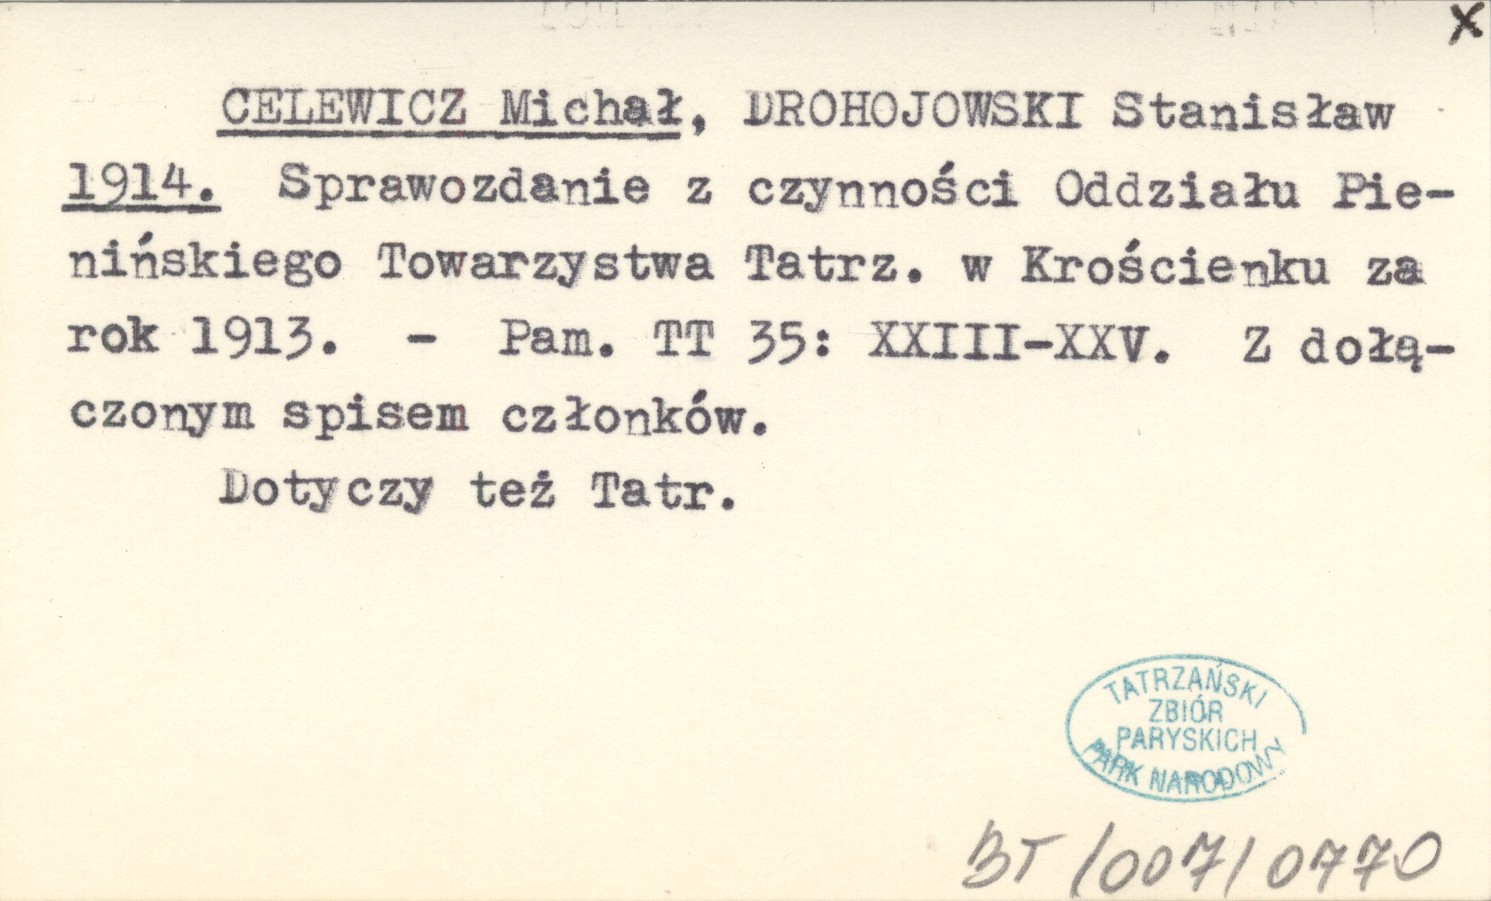 x
CELEWICZ Michał, DROHOJOWSKI Stanisław
1914. Sprawozdanie z czynności Oddziału Pie-
nińskiego Towarzystwa Tatrz. w Krościenku za
rok 1913. - Pam. TT 35: XXIII-XXV. Z dołą-
czonym spisem członków.
Dotyczy też Tatr.
TATRZAŃSKI
ZBIÓR
PARYSKICH
PARK NARODOWY
BT/007/0770